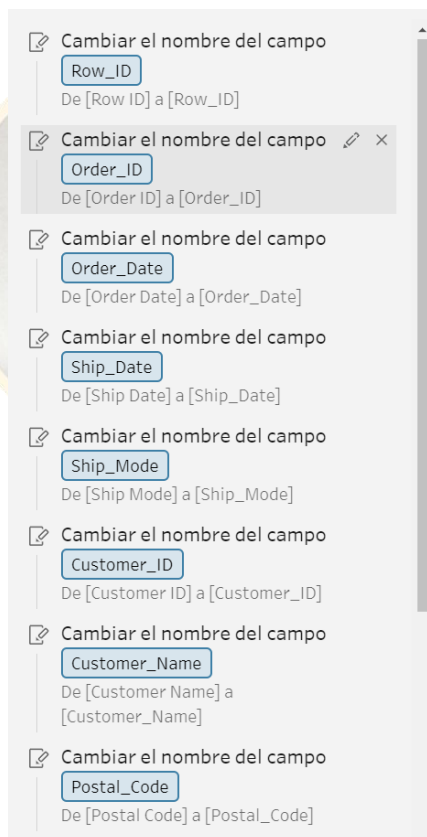 Cambiar el nombre del campo
Row_ID
De [Row ID] a [Row_ID]
Cambiar el nombre del campo
Order_ID
De [Order ID] a [Order_ID]
Cambiar el nombre del campo
Order_Date
De [Order Date] a [Order_Date]
Cambiar el nombre del campo
Ship_Date
De [Ship Date] a [Ship_Date]
Cambiar el nombre del campo
Ship_Mode
De [Ship Mode] a [Ship_Mode]
Cambiar el nombre del campo
Customer_ID
De [Customer ID] a [Customer_ID]
Cambiar el nombre del campo
Customer_Name
De [Customer Name] a
[Customer_Name]
Cambiar el nombre del campo
Postal_Code
De [Postal Code] a [Postal_Code]